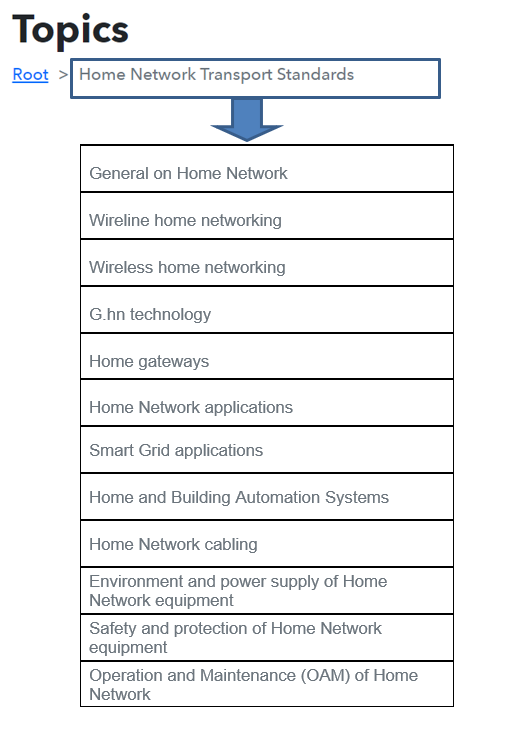 Topics
Root > Home Network Transport Standards
General on Home Network
Wireline home networking
Wireless home networking
G.hn technology
Home gateways
Home Network applications
Smart Grid applications
Home and Building Automation Systems
Home Network cabling
Environment and power supply of Home
Network equipment
Safety and protection of Home Network
equipment
Operation and Maintenance (OAM) of Home
Network